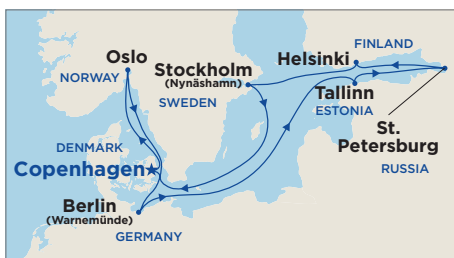 Oslo
NORWAY
Stockholm
(Nynäshamn)
SWEDEN
Helsinki
FINLAND
Tallinn
ESTONIA
St.
Petersburg
RUSSIA
DENMARK
Copenhagen
Berlin
(Warnemünde)
GERMANY